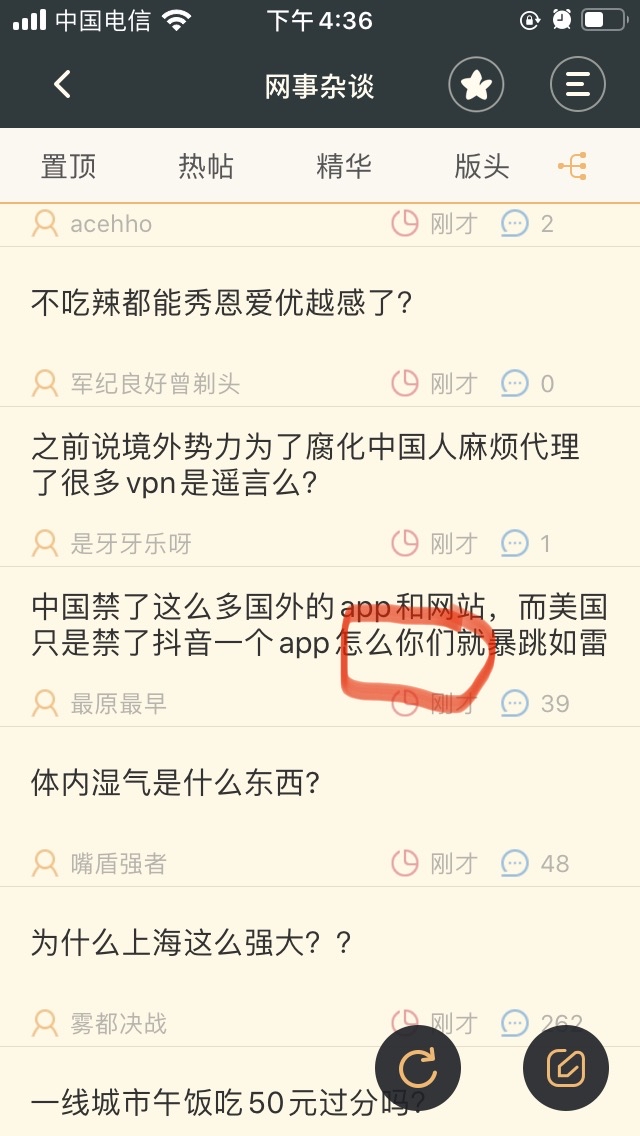 中国电信 下午4:36
网事杂谈
置顶 热帖 精华 版头
acehho 刚才 2
不吃辣都能秀恩爱优越感了?
军纪良好曾剃头 刚才 0
之前说境外势力为了腐化中国人麻烦代理
了很多vpn是遥言么?
是牙牙乐呀 刚才 1
中国禁了这么多国外的app和网站，而美国
只是禁了抖音一个app怎么你们就暴跳如雷
最原最早 刚才 39
体内湿气是什么东西?
嘴盾强者 刚才 48
为什么上海这么强大？？
雾都决战 刚才 262
一线城市午饭吃50元过分吗?